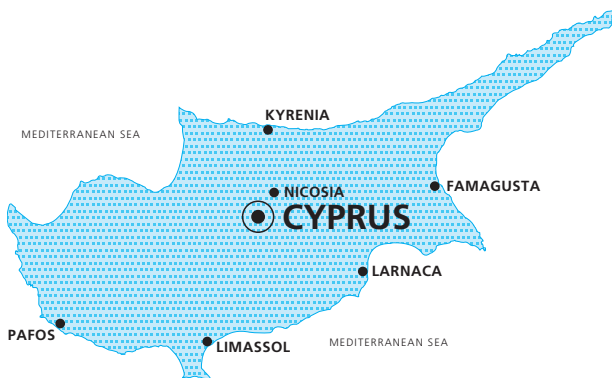 KYRENIA
MEDITERRANEAN SEA
FAMAGUSTA
NICOSIA
CYPRUS
LARNACA
PAFOS
LIMASSOL
MEDITERRANEAN SEA